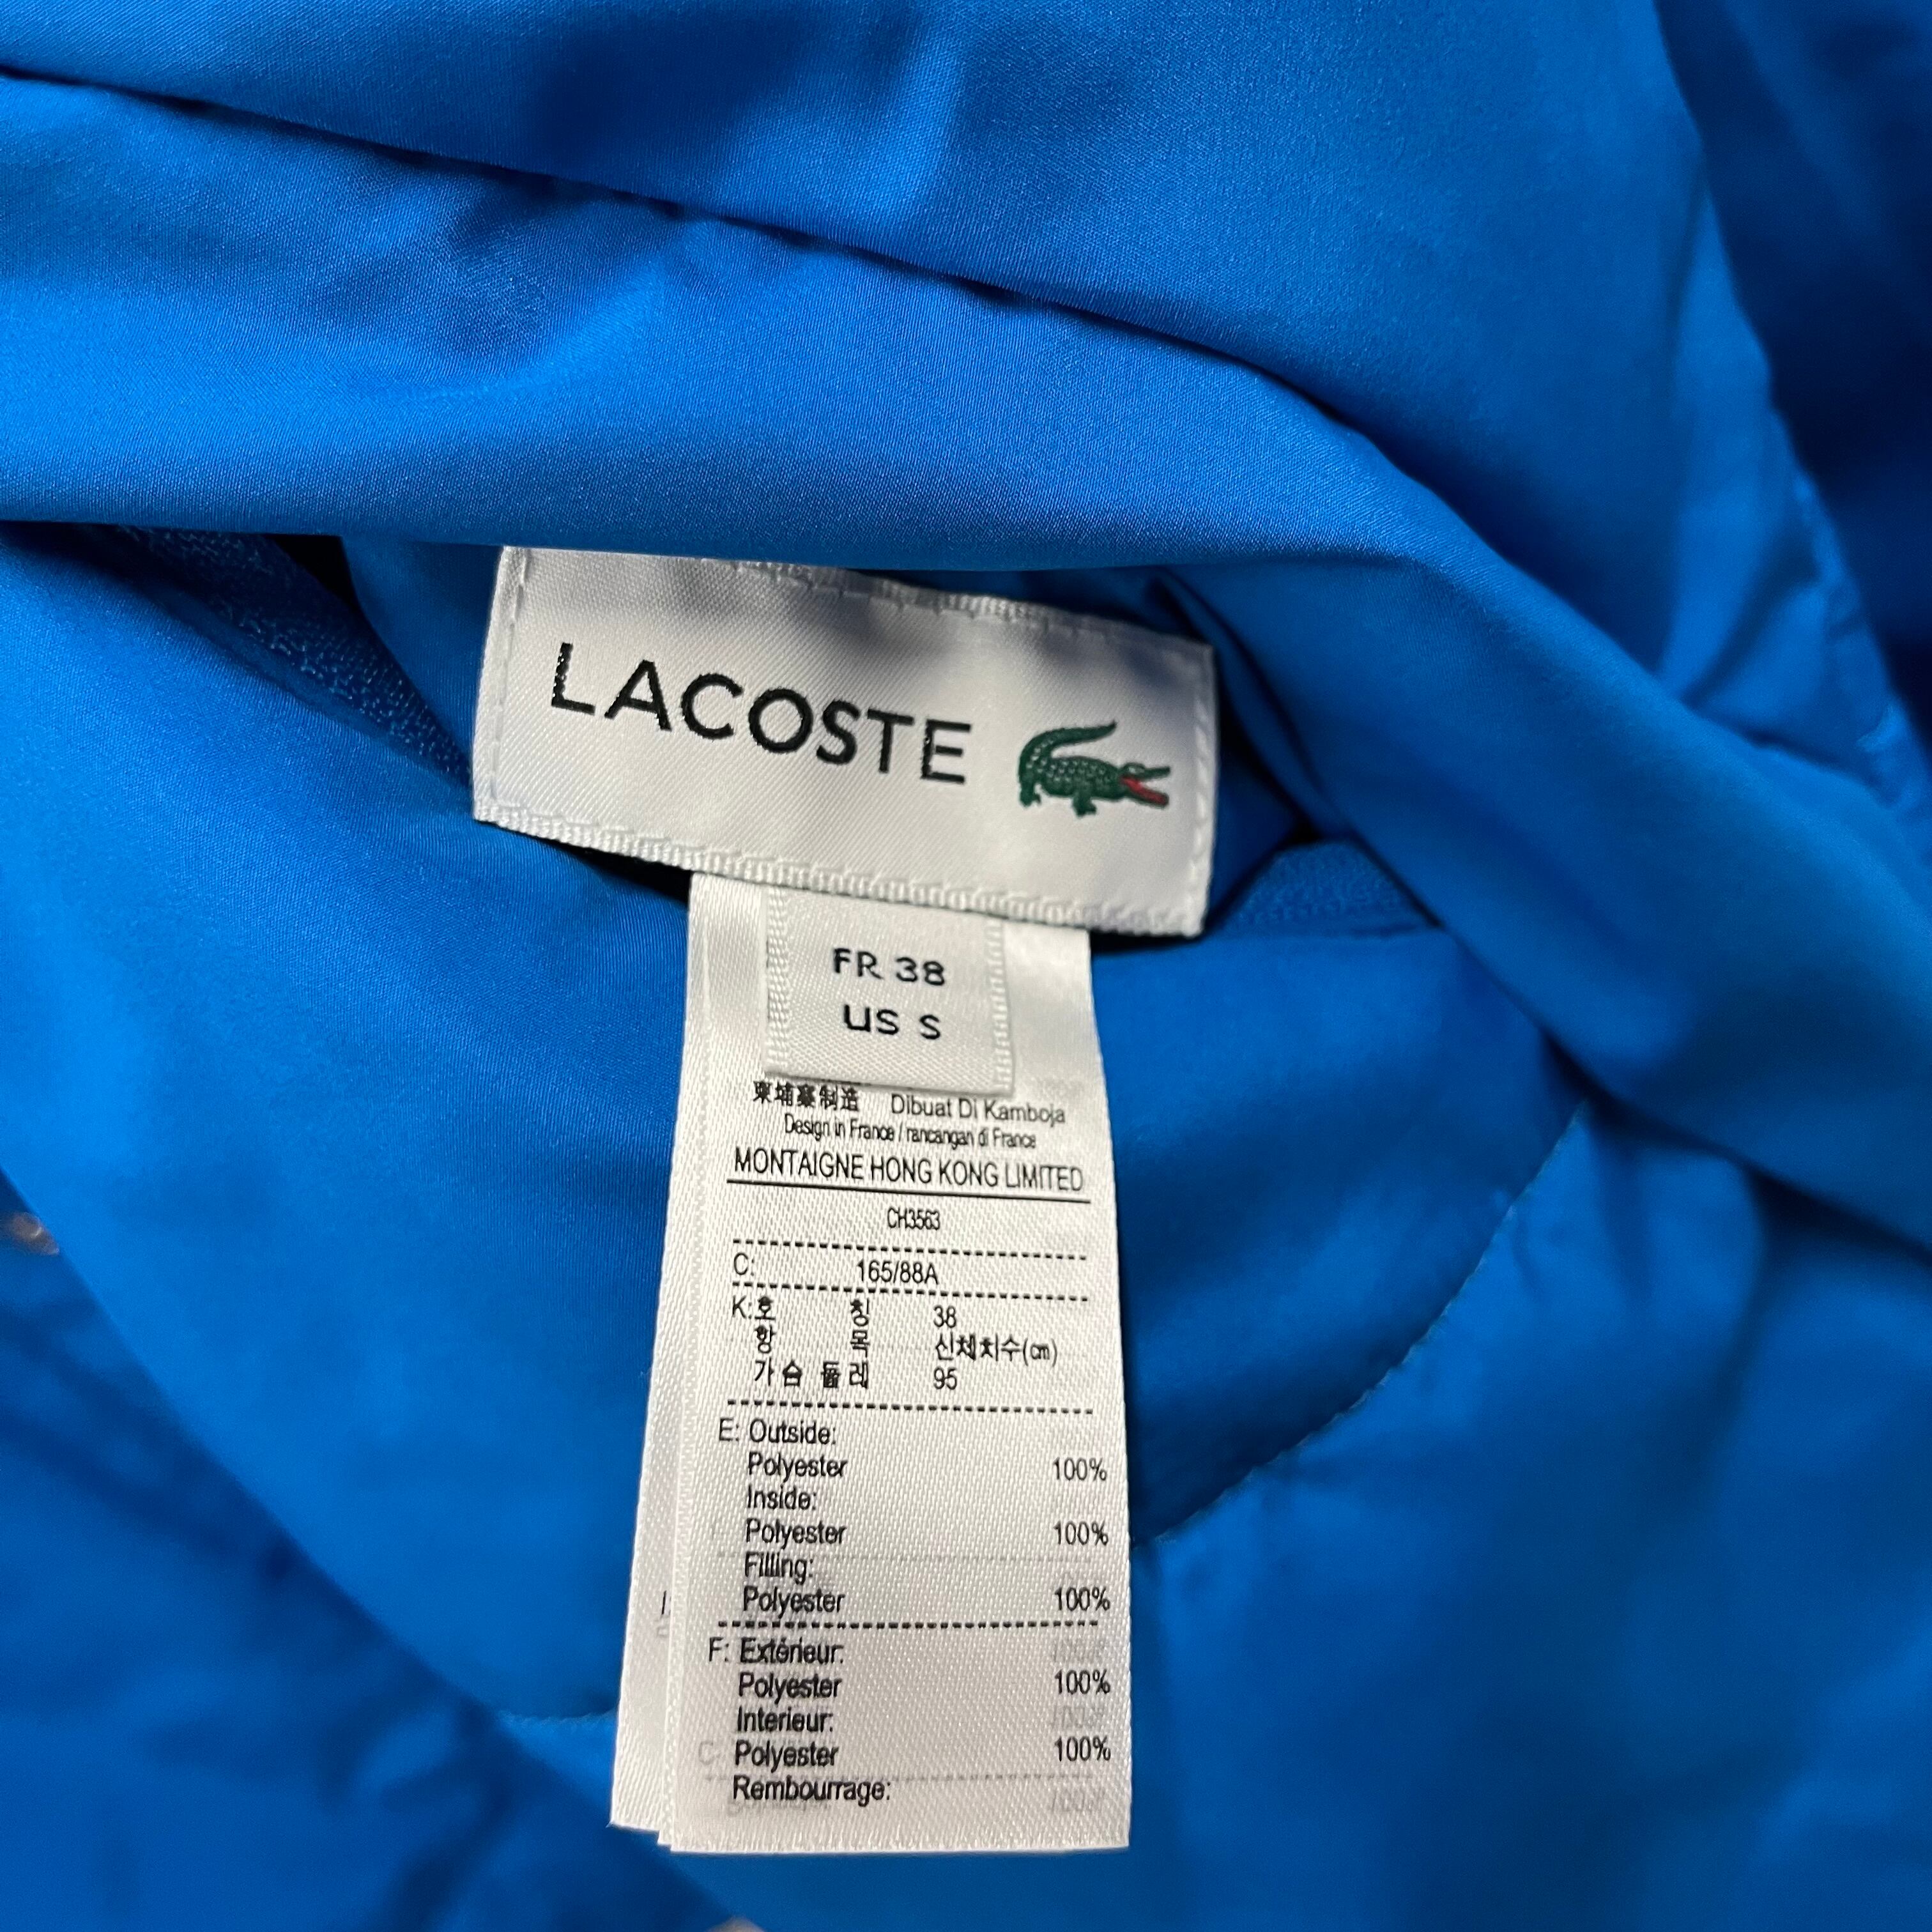 LACOSTE
FR 38
US S
柬埔寨制造 Dibuat Di Kamboja
Design in France / rancangan di France
MONTAIGNE HONG KONG LIMITED
CH3563
C: 165/88A
K:호 칭 38
항 목 신체치수(cm)
가슴둘레 95
E: Outside:
Polyester 100%
Inside:
Polyester 100%
Filling:
Polyester 100%
F: Extérieur:
Polyester 100%
Interieur:
Polyester 100%
Rembourrage: